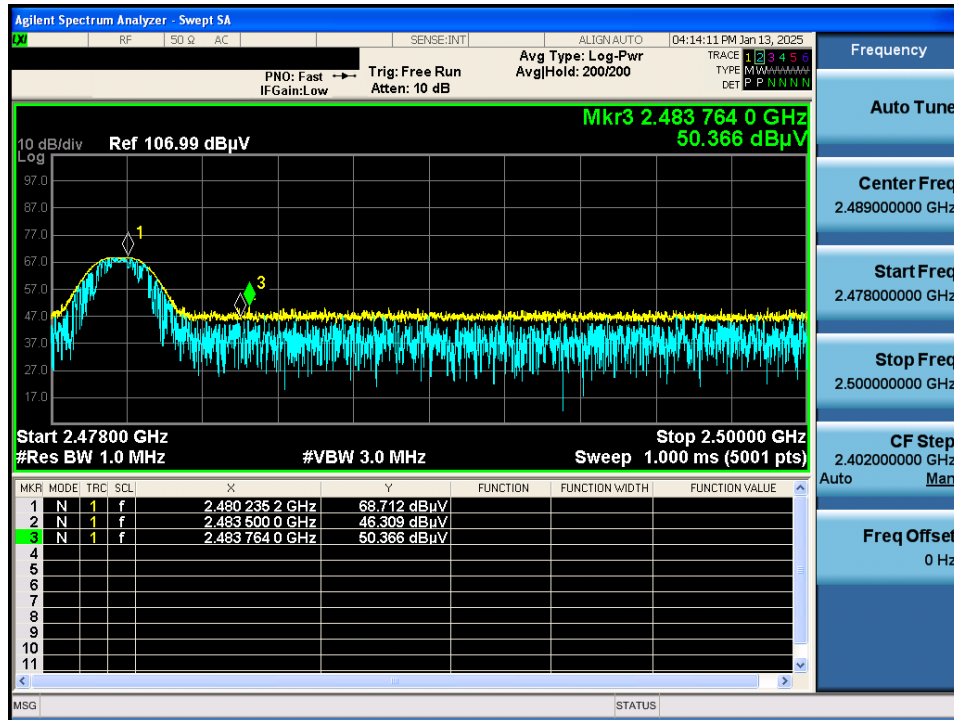 Agilent Spectrum Analyzer - Swept SA
LXI RF 50 Ω AC SENSE:INT ALIGN AUTO 04:14:11 PM Jan 13, 2025
PNO: Fast Trig: Free Run Avg Type: Log-Pwr TRACE 1 2 3 4 5 6
IFGain:Low Atten: 10 dB Avg|Hold: 200/200 TYPE M W
DET P P N N N N
Mkr3 2.483 764 0 GHz
50.366 dBµV
10 dB/div Ref 106.99 dBµV
Log
97.0
87.0
77.0
67.0
57.0
47.0
37.0
27.0
17.0
1
3
Start 2.47800 GHz Stop 2.50000 GHz
#Res BW 1.0 MHz #VBW 3.0 MHz Sweep 1.000 ms (5001 pts)
MKR MODE TRC SCL X Y FUNCTION FUNCTION WIDTH FUNCTION VALUE
1 N 1 f 2.480 235 2 GHz 68.712 dBµV
2 N 1 f 2.483 500 0 GHz 46.309 dBµV
3 N 1 f 2.483 764 0 GHz 50.366 dBµV
4
5
6
7
8
9
10
11
MSG STATUS
Frequency
Auto Tune
Center Freq
2.489000000 GHz
Start Freq
2.478000000 GHz
Stop Freq
2.500000000 GHz
CF Step
2.402000000 GHz
Auto Man
Freq Offset
0 Hz